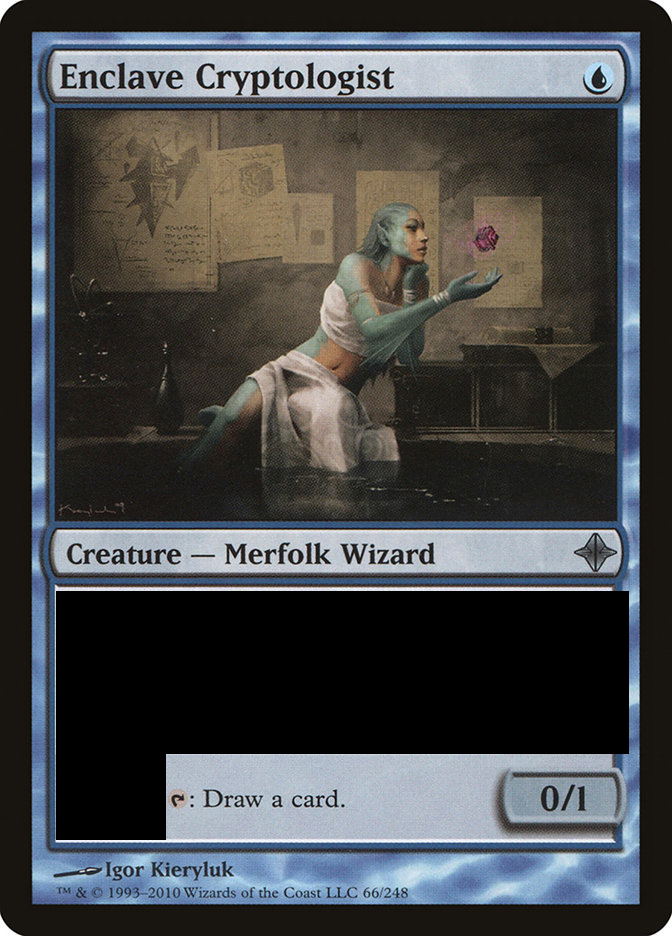 Enclave Cryptologist
Creature — Merfolk Wizard
: Draw a card.
0/1
Igor Kieryluk
™ & © 1993–2010 Wizards of the Coast LLC 66/248